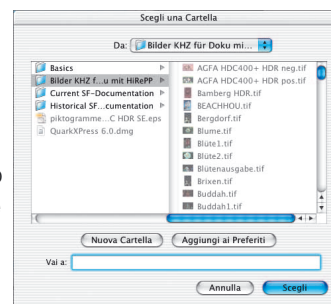 Scegli una Cartella
Da: Bilder KHZ für Doku mi...
Basics
Bilder KHZ f...u mit HiRePP
Current SF-Documentation
Historical SF...cumentation
piktogramme...C HDR SE.eps
QuarkXPress 6.0.dmg
AGFA HDC400+ HDR neg.tif
AGFA HDC400+ HDR pos.tif
Bamberg HDR.tif
BEACHHOU.tif
Bergdorf.tif
Blume.tif
Blüte1.tif
Blüte2.tif
Blütenausgabe.tif
Brixen.tif
Buddah.tif
Buddah1.tif
Nuova Cartella
Aggiungi ai Preferiti
Vai a:
Annulla
Scegli